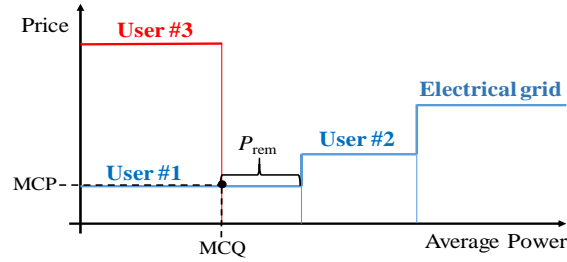 Price
User #3
Electrical grid
User #2
P_rem
User #1
MCP
MCQ
Average Power